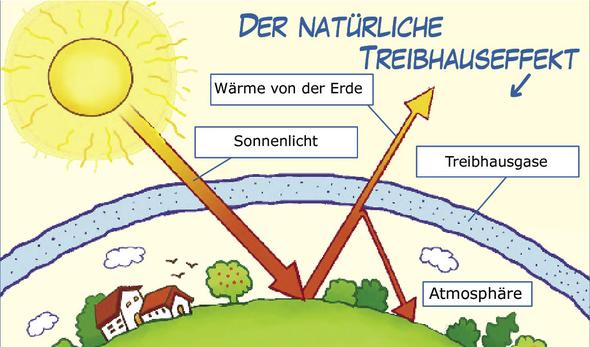 DER NATÜRLICHE
TREIBHAUSEFFEKT
Wärme von der Erde
Sonnenlicht
Treibhausgase
Atmosphäre